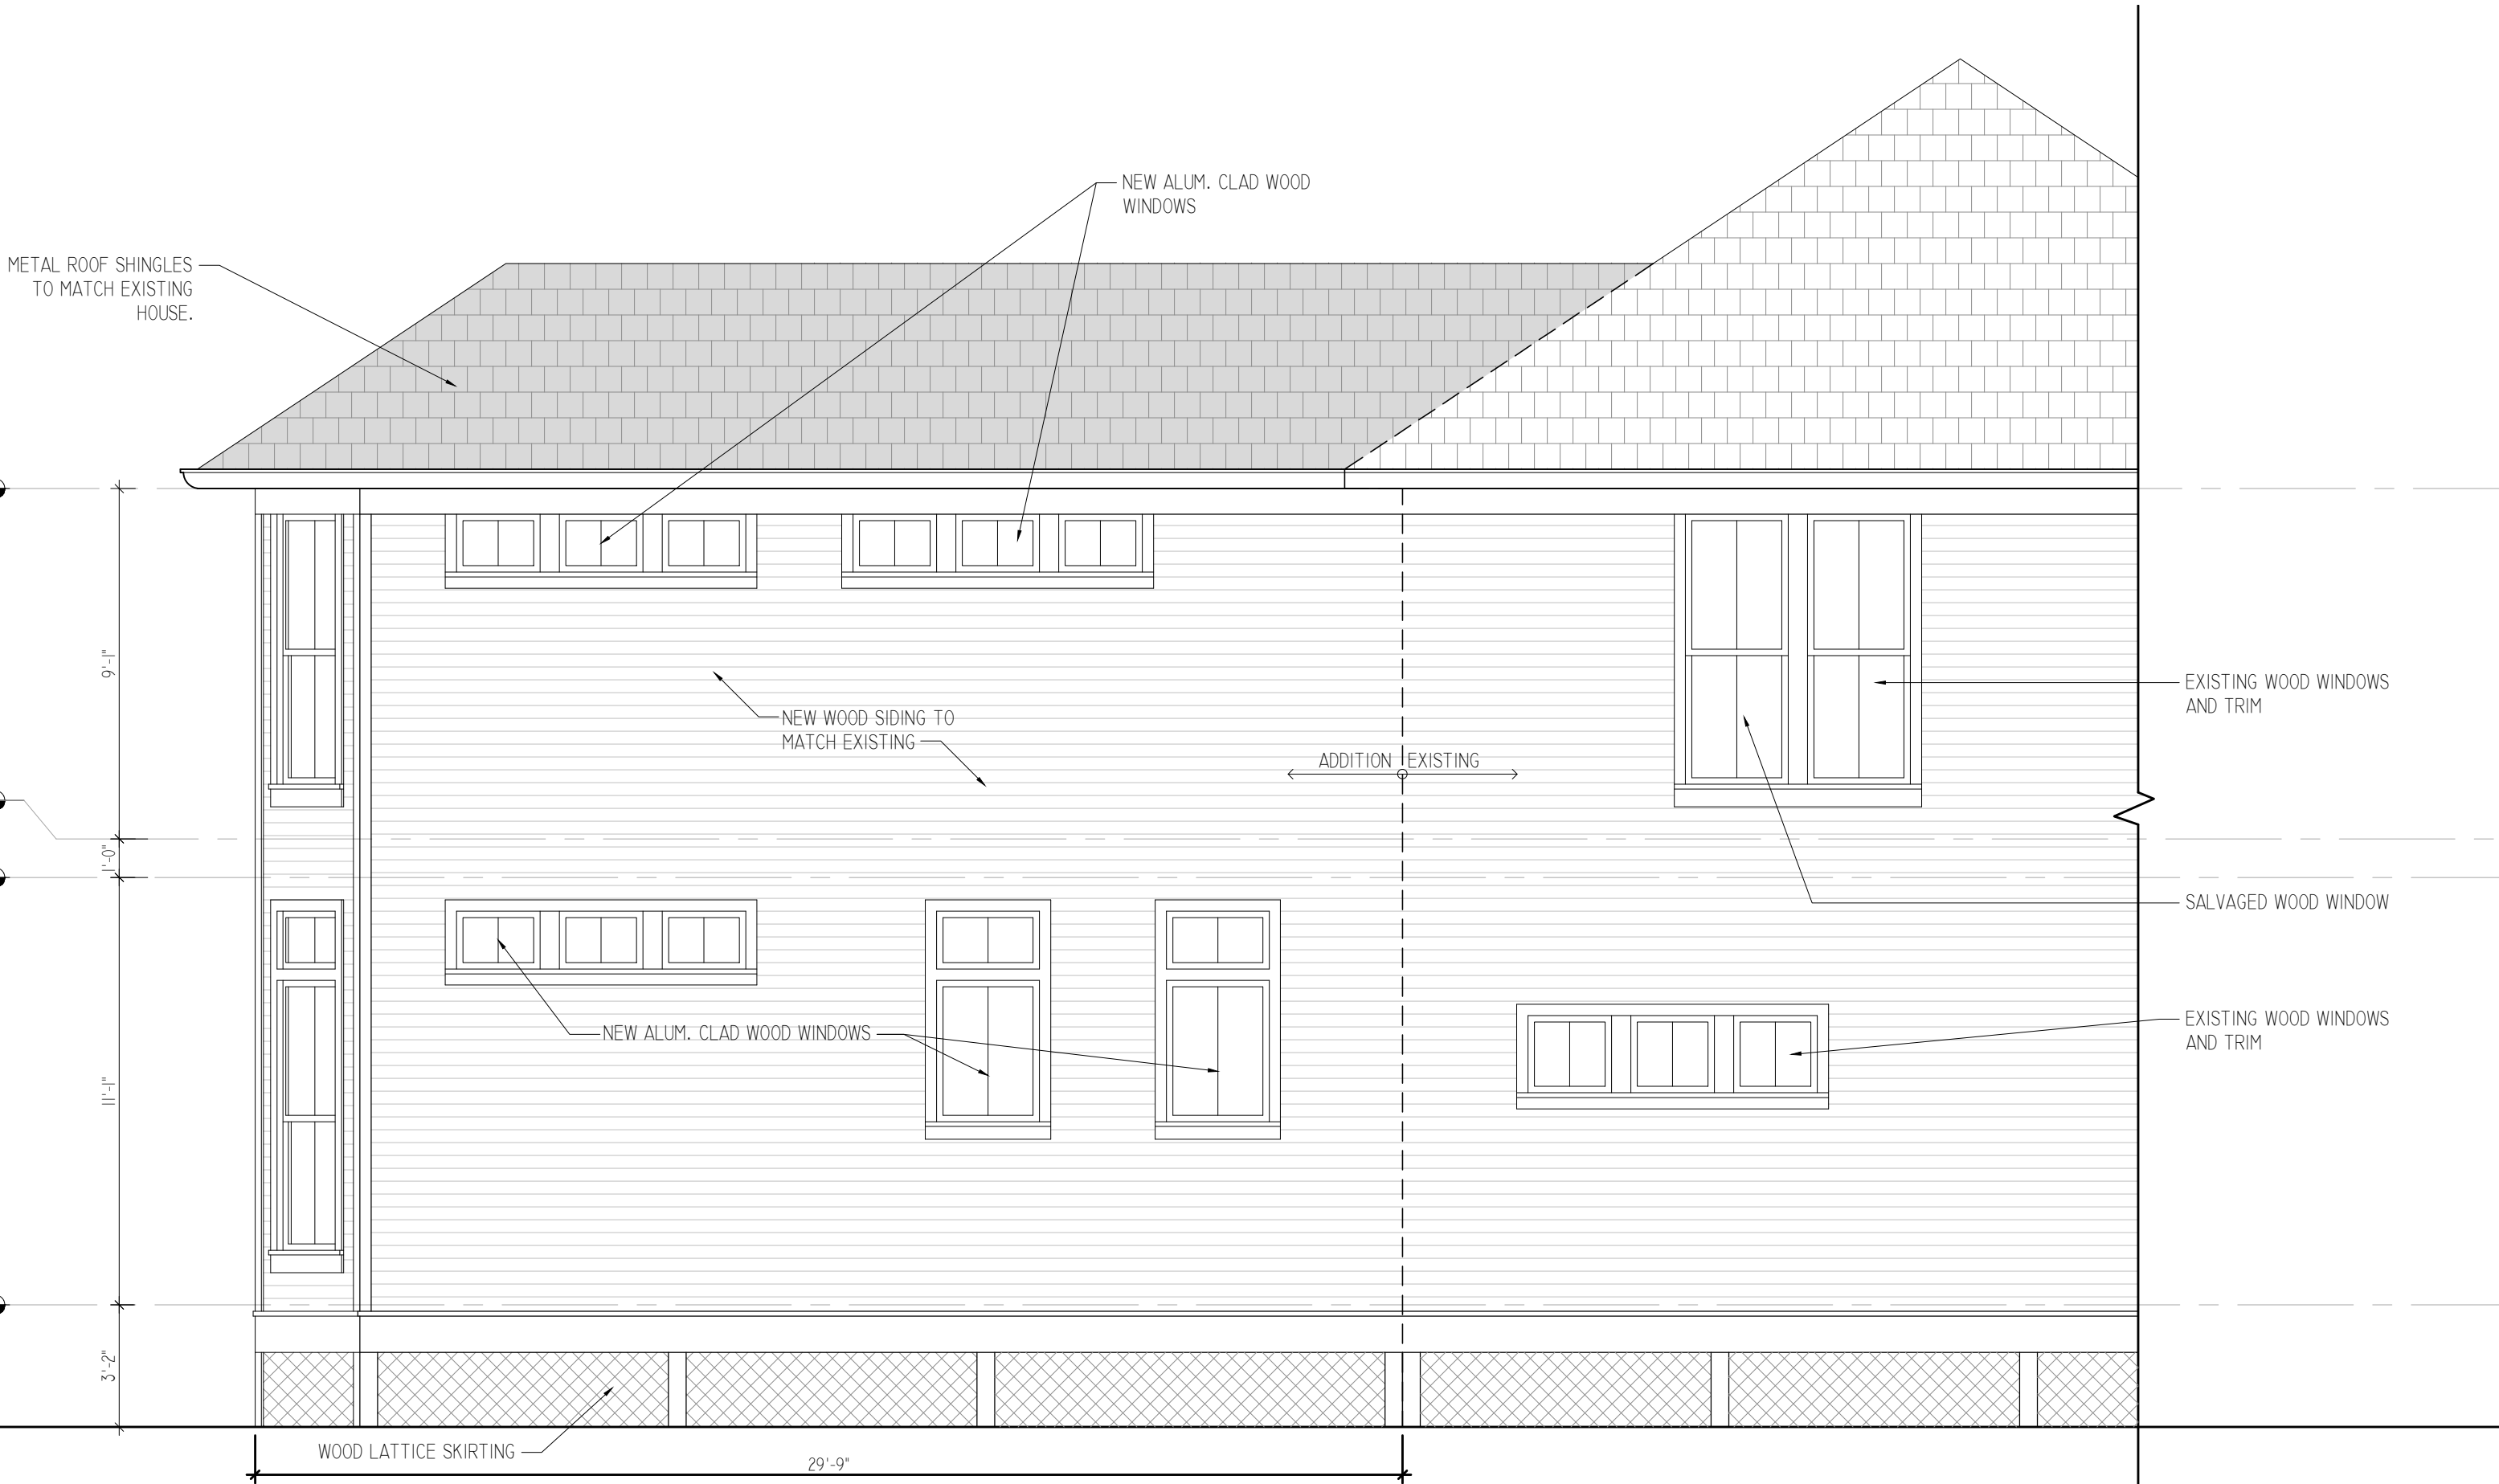 NEW ALUM. CLAD WOOD
WINDOWS
METAL ROOF SHINGLES
TO MATCH EXISTING
HOUSE.
9'-1"
EXISTING WOOD WINDOWS
AND TRIM
NEW WOOD SIDING TO
MATCH EXISTING
ADDITION EXISTING
1'-0"
SALVAGED WOOD WINDOW
EXISTING WOOD WINDOWS
AND TRIM
NEW ALUM. CLAD WOOD WINDOWS
11'-1"
3'-2"
WOOD LATTICE SKIRTING
29'-9"